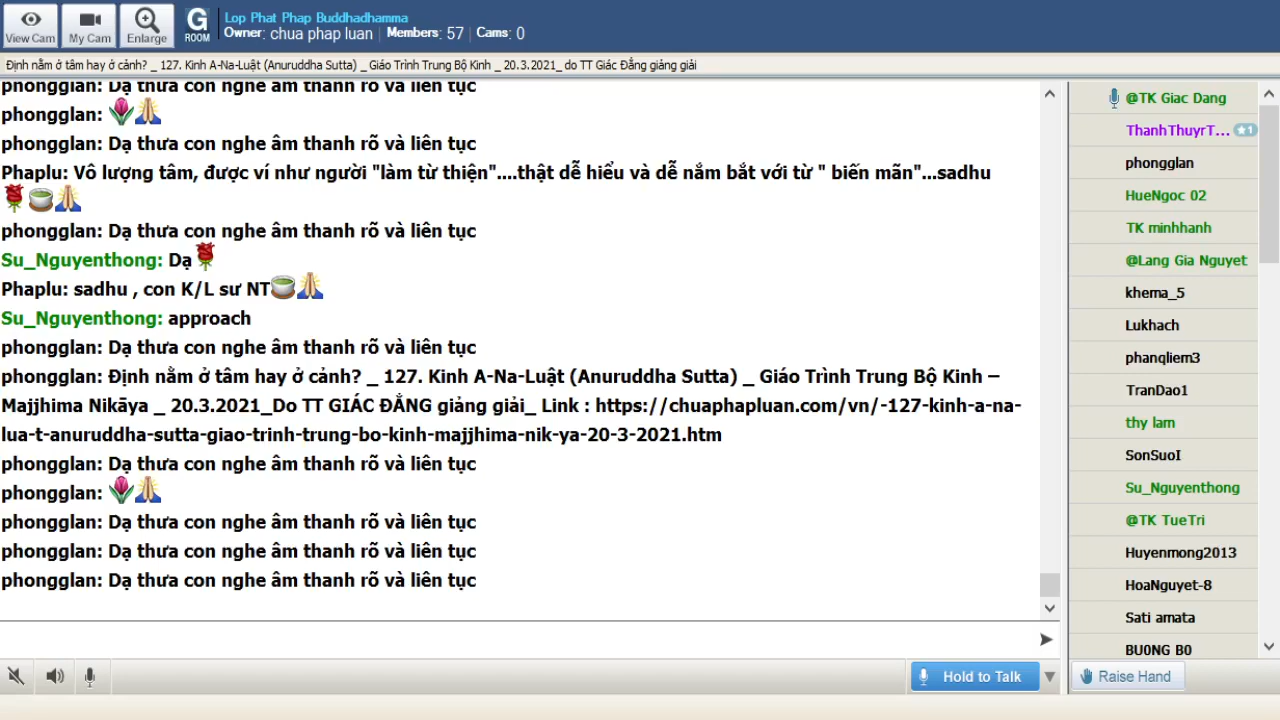 View Cam
My Cam
Enlarge
G
ROOM
Lop Phat Phap Buddhadhamma
Owner: chua phap luan | Members: 57 | Cams: 0
Định nằm ở tâm hay ở cảnh? _ 127. Kinh A-Na-Luật (Anuruddha Sutta) _ Giáo Trình Trung Bộ Kinh _ 20.3.2021_ do TT Giác Đẳng giảng giải
phongglan: Dạ thưa con nghe âm thanh rõ và liên tục
phongglan: 🌷🙏
phongglan: Dạ thưa con nghe âm thanh rõ và liên tục
Phaplu: Vô lượng tâm, được ví như người "làm từ thiện"....thật dễ hiểu và dễ nắm bắt với từ " biến mãn"...sadhu
🌹🍵🙏
phongglan: Dạ thưa con nghe âm thanh rõ và liên tục
Su_Nguyenthong: Dạ🌹
Phaplu: sadhu , con K/L sư NT🍵🙏
Su_Nguyenthong: approach
phongglan: Dạ thưa con nghe âm thanh rõ và liên tục
phongglan: Định nằm ở tâm hay ở cảnh? _ 127. Kinh A-Na-Luật (Anuruddha Sutta) _ Giáo Trình Trung Bộ Kinh –
Majjhima Nikāya _ 20.3.2021_Do TT GIÁC ĐẲNG giảng giải_ Link : https://chuaphapluan.com/vn/-127-kinh-a-na-
lua-t-anuruddha-sutta-giao-trinh-trung-bo-kinh-majjhima-nik-ya-20-3-2021.htm
phongglan: Dạ thưa con nghe âm thanh rõ và liên tục
phongglan: 🌷🙏
phongglan: Dạ thưa con nghe âm thanh rõ và liên tục
phongglan: Dạ thưa con nghe âm thanh rõ và liên tục
phongglan: Dạ thưa con nghe âm thanh rõ và liên tục
@TK Giac Dang
ThanhThuyrT... ★1
phongglan
HueNgoc 02
TK minhhanh
@Lang Gia Nguyet
khema_5
Lukhach
phanqliem3
TranDao1
thy lam
SonSuoI
Su_Nguyenthong
@TK TueTri
Huyenmong2013
HoaNguyet-8
Sati amata
BU0NG B0
Hold to Talk
Raise Hand